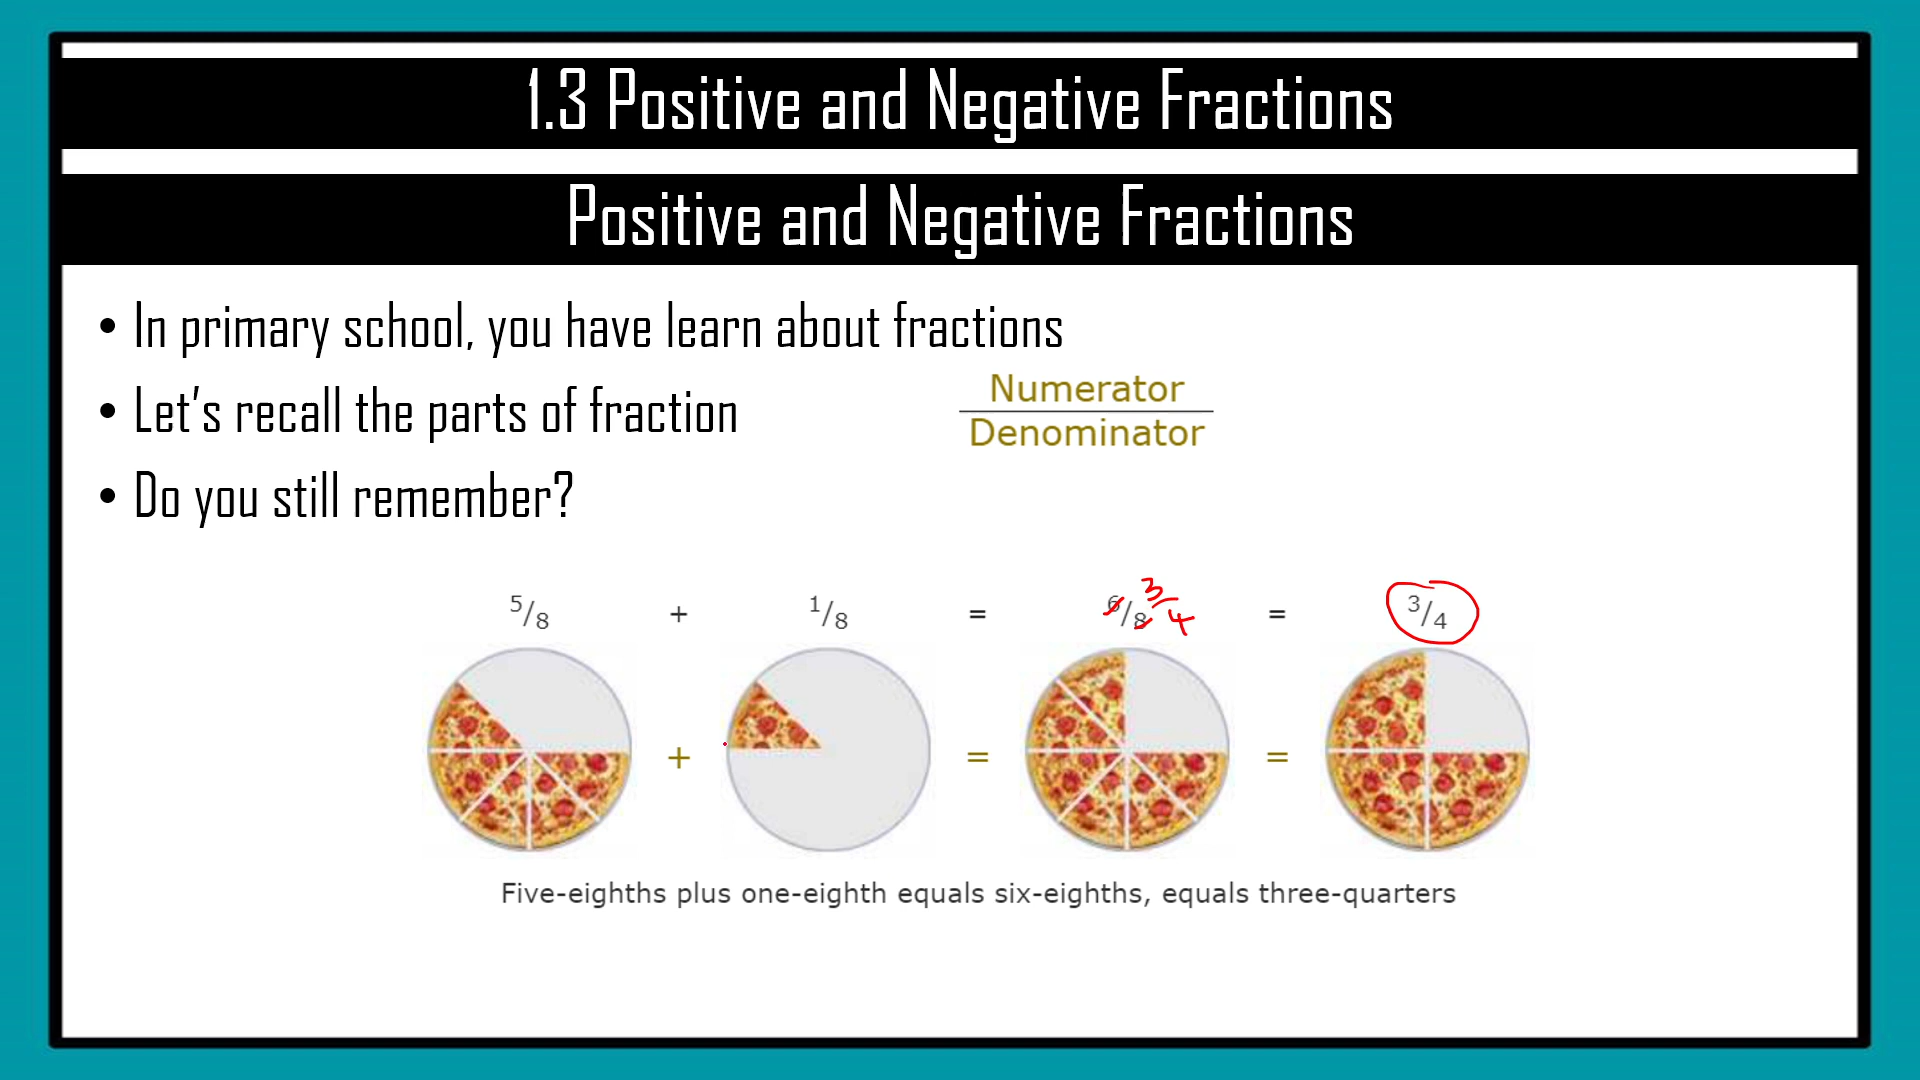 1.3 Positive and Negative Fractions
Positive and Negative Fractions
• In primary school, you have learn about fractions
• Let's recall the parts of fraction
Numerator
Denominator
• Do you still remember?
5/8 + 1/8 = 6/8 3/4 = 3/4
+ = =
Five-eighths plus one-eighth equals six-eighths, equals three-quarters